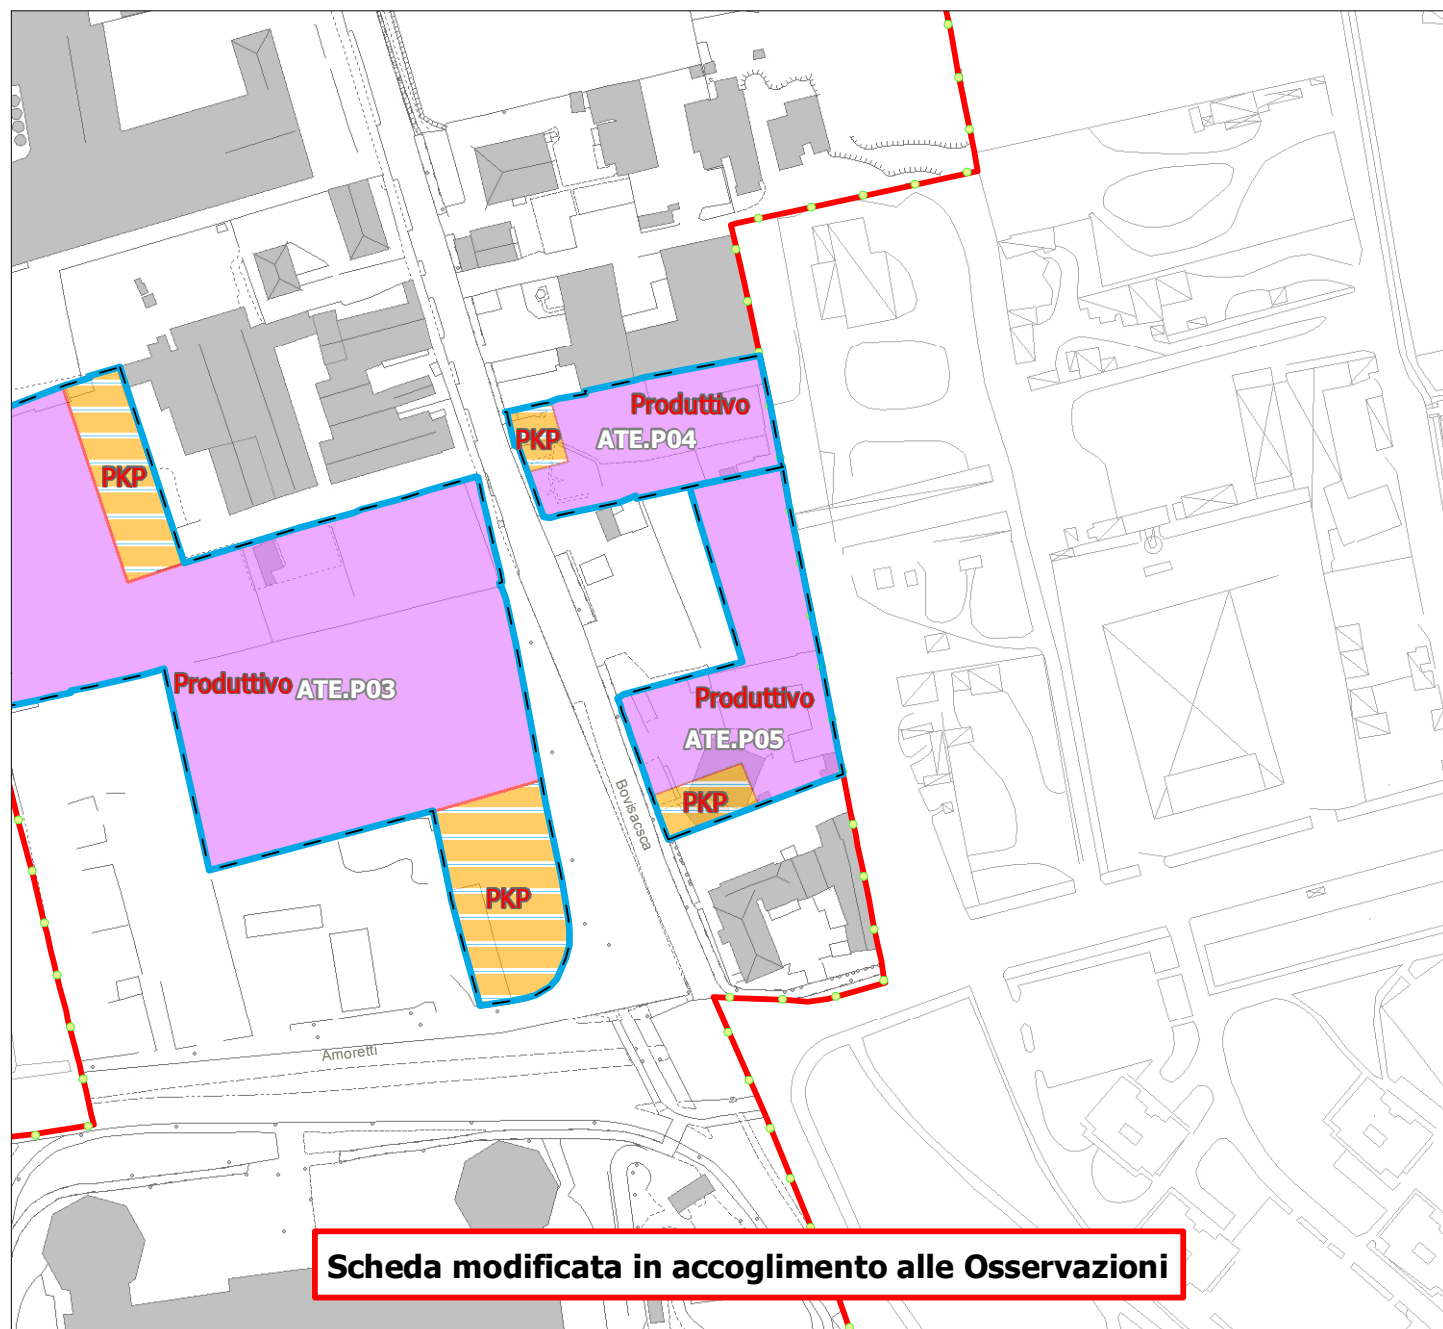 Produttivo
PKP
ATE.P04
PKP
Produttivo
ATE.P03
Produttivo
ATE.P05
PKP
Bovisacsca
PKP
Amoretti
Scheda modificata in accoglimento alle Osservazioni